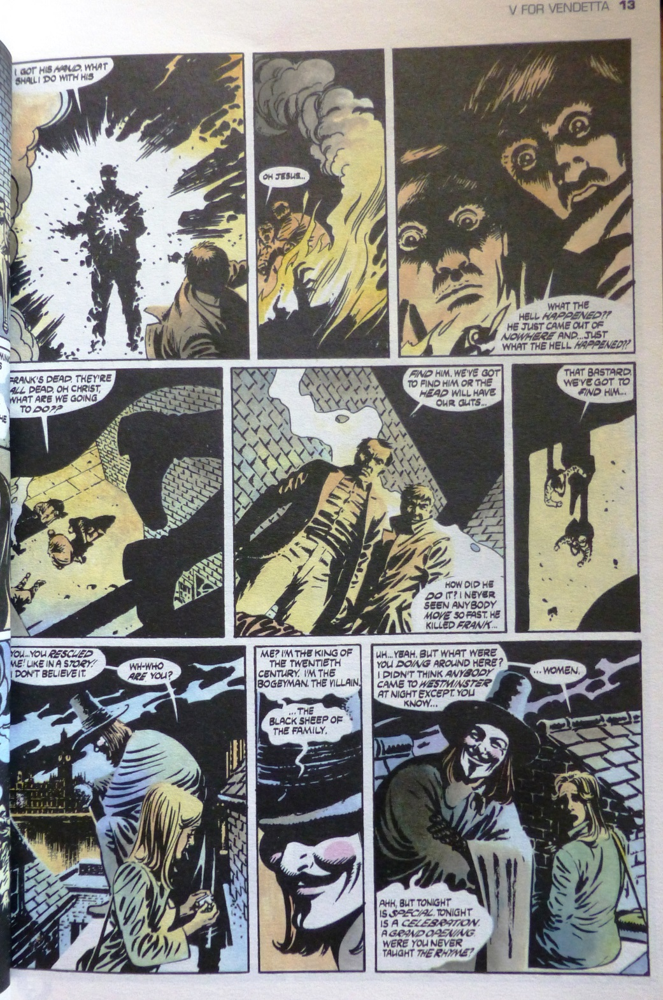 V FOR VENDETTA 13
I GOT HIS HAND. WHAT
SHALL I DO WITH HIS
OH JESUS...
WHAT THE
HELL HAPPENED??
HE JUST CAME OUT OF
NOWHERE AND...JUST
WHAT THE HELL HAPPENED??
FRANK'S DEAD. THEY'RE
ALL DEAD. OH CHRIST,
WHAT ARE WE GOING
TO DO??
FIND HIM. WE'VE GOT
TO FIND HIM OR THE
HEAD WILL HAVE
OUR GUTS...
HOW DID HE
DO IT? I NEVER
SEEN ANYBODY
MOVE SO FAST. HE
KILLED FRANK...
THAT BASTARD.
WE'VE GOT TO
FIND HIM...
YOU...YOU RESCUED
ME! LIKE IN A STORY!!
I DON'T BELIEVE IT.
WH-WHO
ARE YOU?
ME? I'M THE KING OF
THE TWENTIETH
CENTURY. I'M THE
BOGEYMAN. THE VILLAIN.
...THE
BLACK SHEEP OF
THE FAMILY.
UH...YEAH. BUT WHAT WERE
YOU DOING AROUND HERE?
I DIDN'T THINK ANYBODY
CAME TO WESTMINSTER
AT NIGHT EXCEPT. YOU
KNOW...
...WOMEN.
AHH, BUT TONIGHT
IS SPECIAL. TONIGHT
IS A CELEBRATION.
A GRAND OPENING.
WERE YOU NEVER
TAUGHT THE RHYME?